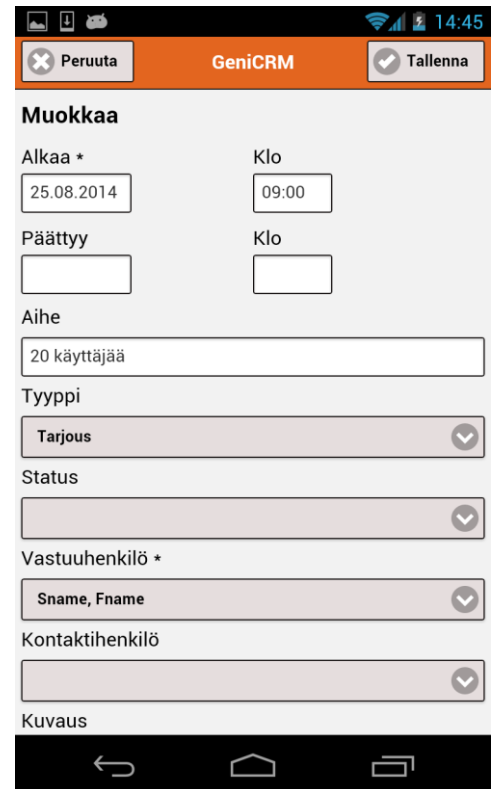 14:45
Peruuta GeniCRM Tallenna
Muokkaa
Alkaa * Klo
25.08.2014 09:00
Päättyy Klo
Aihe
20 käyttäjää
Tyyppi
Tarjous
Status
Vastuuhenkilö *
Sname, Fname
Kontaktihenkilö
Kuvaus